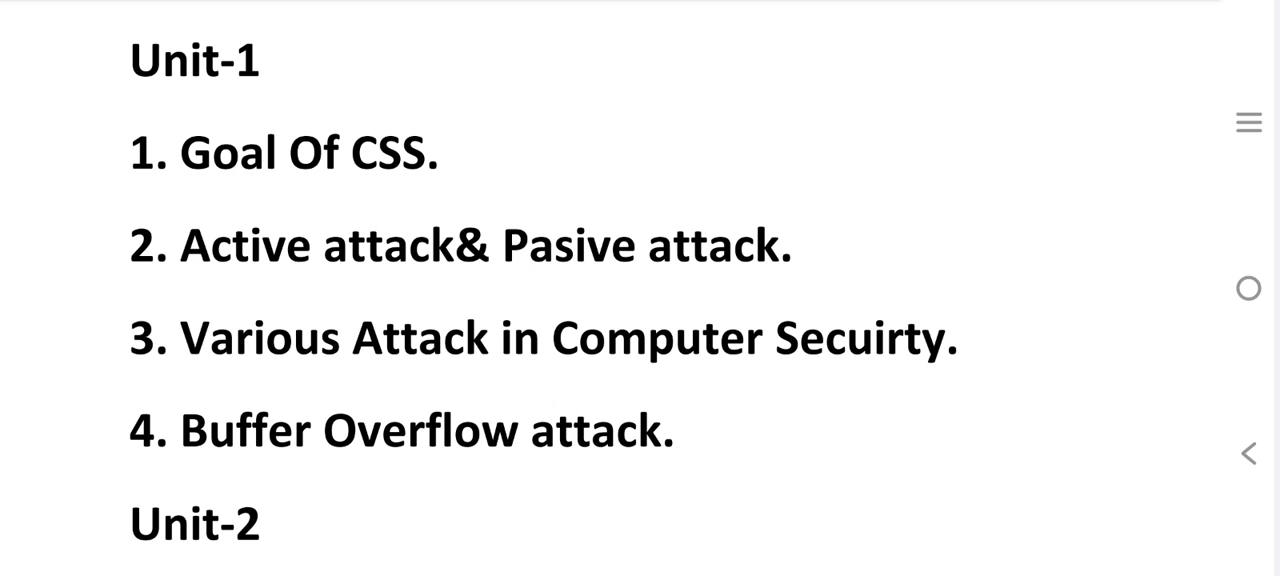 Unit-1
1. Goal Of CSS.
2. Active attack& Pasive attack.
3. Various Attack in Computer Secuirty.
4. Buffer Overflow attack.
Unit-2